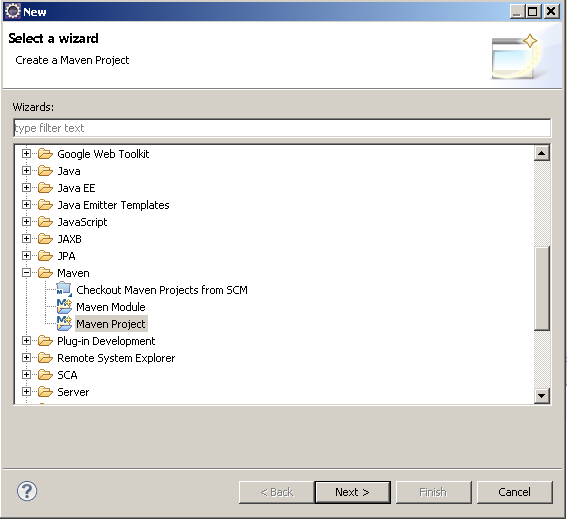 New
Select a wizard
Create a Maven Project
Wizards:
type filter text
Google Web Toolkit
Java
Java EE
Java Emitter Templates
JavaScript
JAXB
JPA
Maven
Checkout Maven Projects from SCM
Maven Module
Maven Project
Plug-in Development
Remote System Explorer
SCA
Server
? < Back Next > Finish Cancel